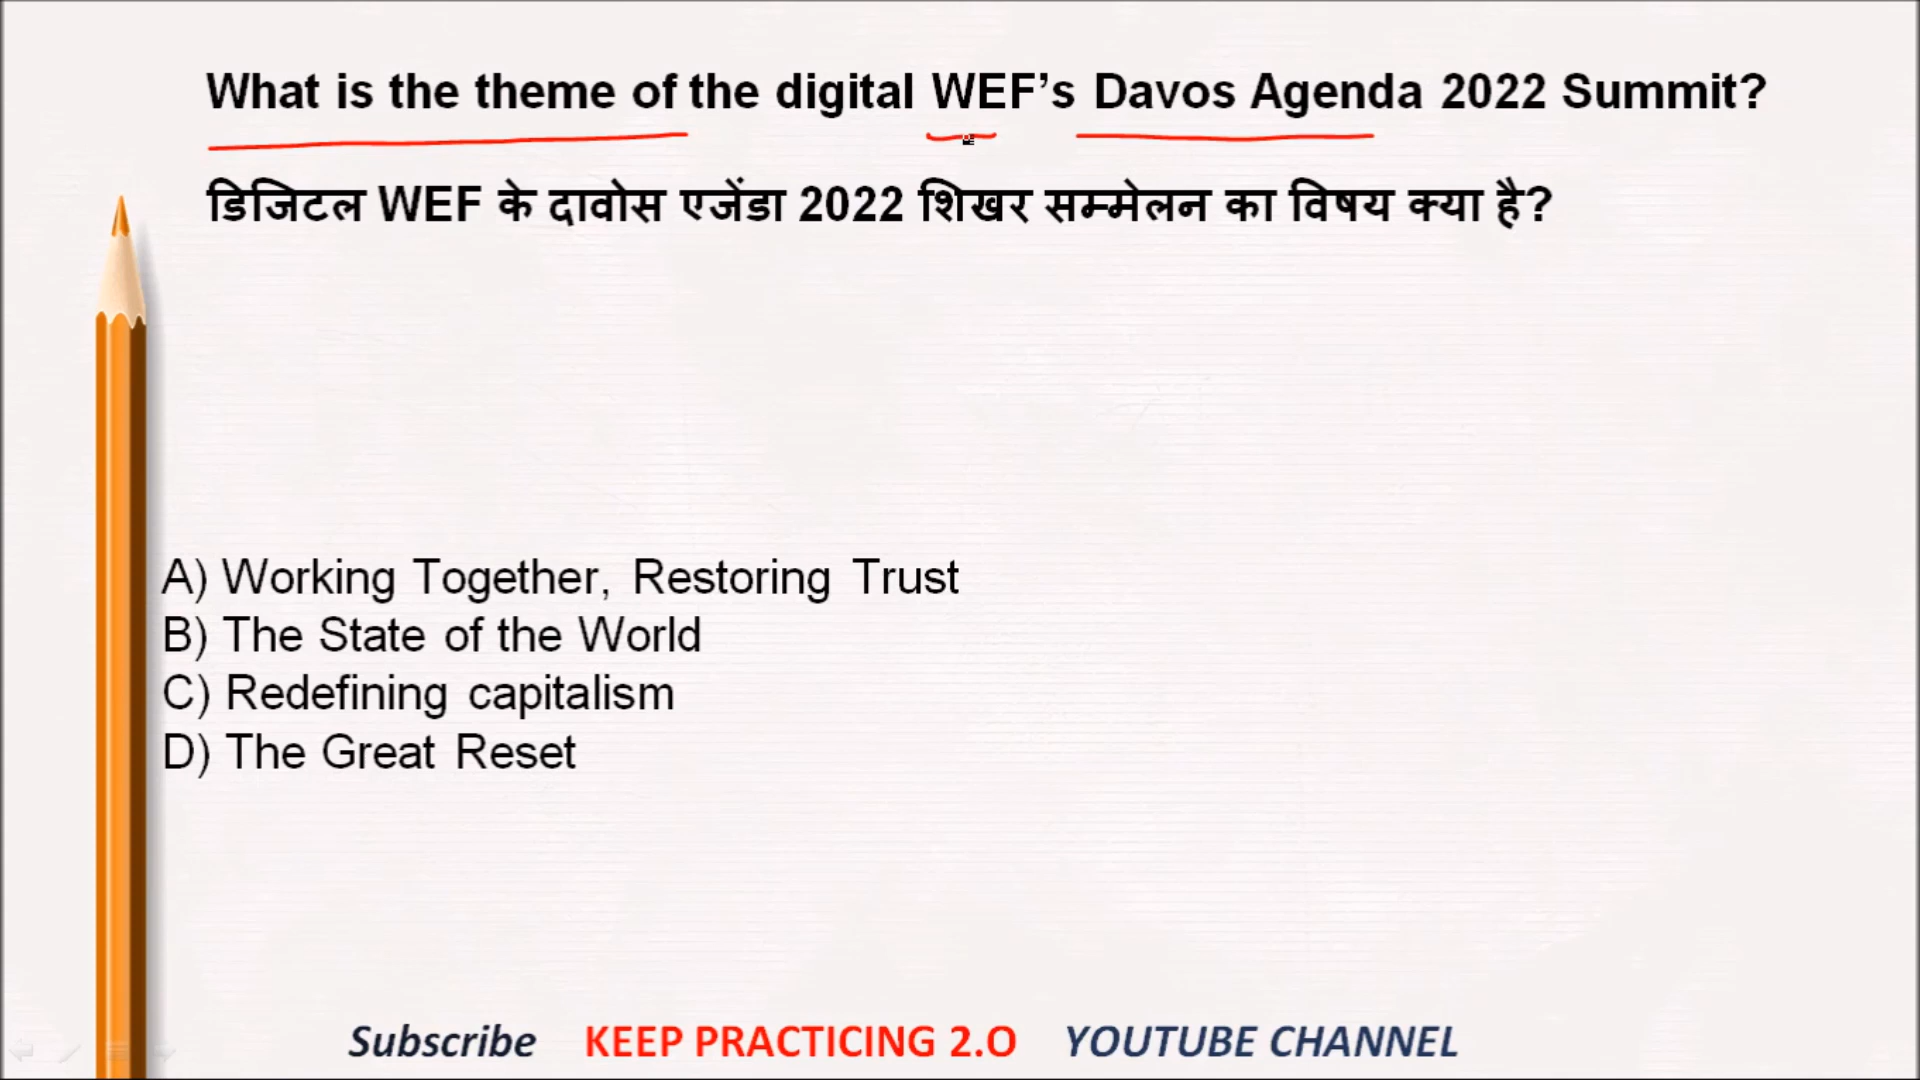 What is the theme of the digital WEF’s Davos Agenda 2022 Summit?
डिजिटल WEF के दावोस एजेंडा 2022 शिखर सम्मेलन का विषय क्या है?
A) Working Together, Restoring Trust
B) The State of the World
C) Redefining capitalism
D) The Great Reset
Subscribe KEEP PRACTICING 2.O YOUTUBE CHANNEL